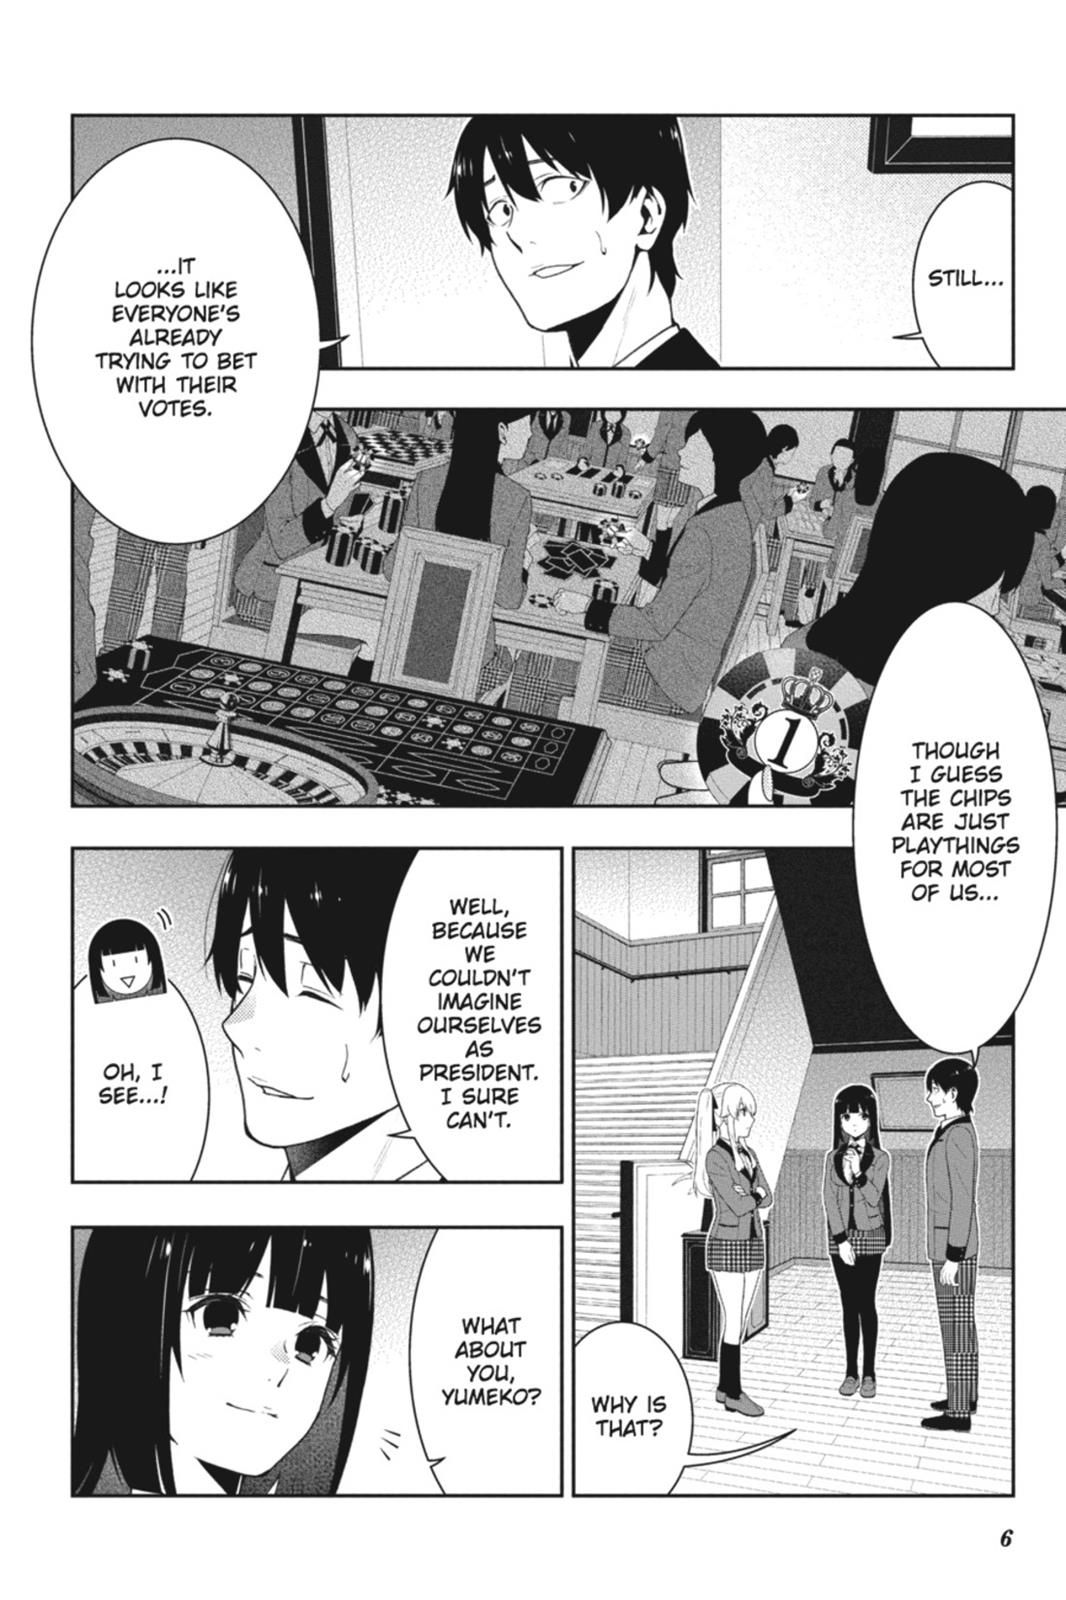 STILL...
...IT
LOOKS LIKE
EVERYONE'S
ALREADY
TRYING TO BET
WITH THEIR
VOTES.
1
THOUGH
I GUESS
THE CHIPS
ARE JUST
PLAYTHINGS
FOR MOST
OF US...
WHY IS
THAT?
WELL,
BECAUSE
WE
COULDN'T
IMAGINE
OURSELVES
AS
PRESIDENT.
I SURE
CAN'T.
OH, I
SEE...!
WHAT
ABOUT
YOU,
YUMEKO?
6